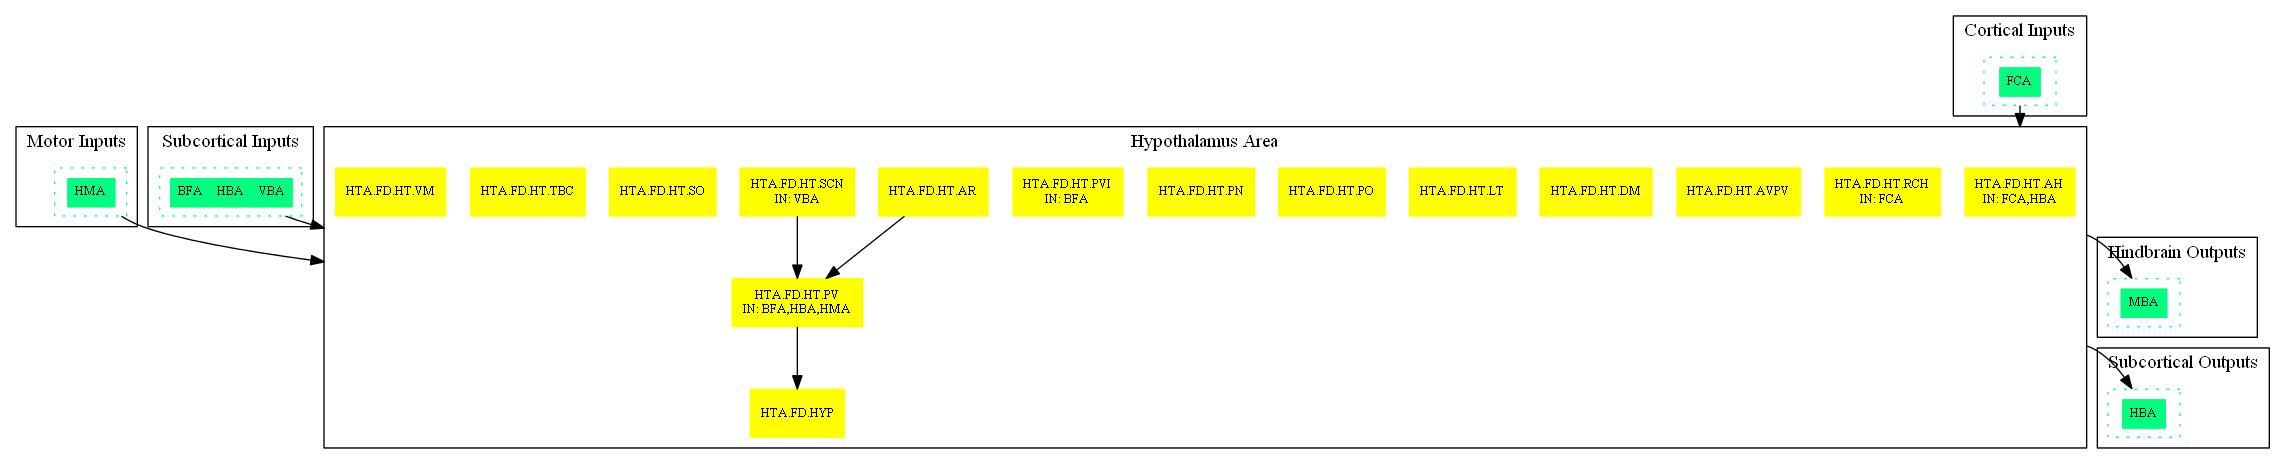 Cortical Inputs
FCA
Motor Inputs
HMA
Subcortical Inputs
BFA HBA VBA
Hypothalamus Area
HTA.FD.HT.VM
HTA.FD.HT.TBC
HTA.FD.HT.SO
HTA.FD.HT.SCN
IN: VBA
HTA.FD.HT.AR
HTA.FD.HT.PVI
IN: BFA
HTA.FD.HT.PN
HTA.FD.HT.PO
HTA.FD.HT.LT
HTA.FD.HT.DM
HTA.FD.HT.AVPV
HTA.FD.HT.RCH
IN: FCA
HTA.FD.HT.AH
IN: FCA,HBA
HTA.FD.HT.PV
IN: BFA,HBA,HMA
HTA.FD.HYP
Hindbrain Outputs
MBA
Subcortical Outputs
HBA